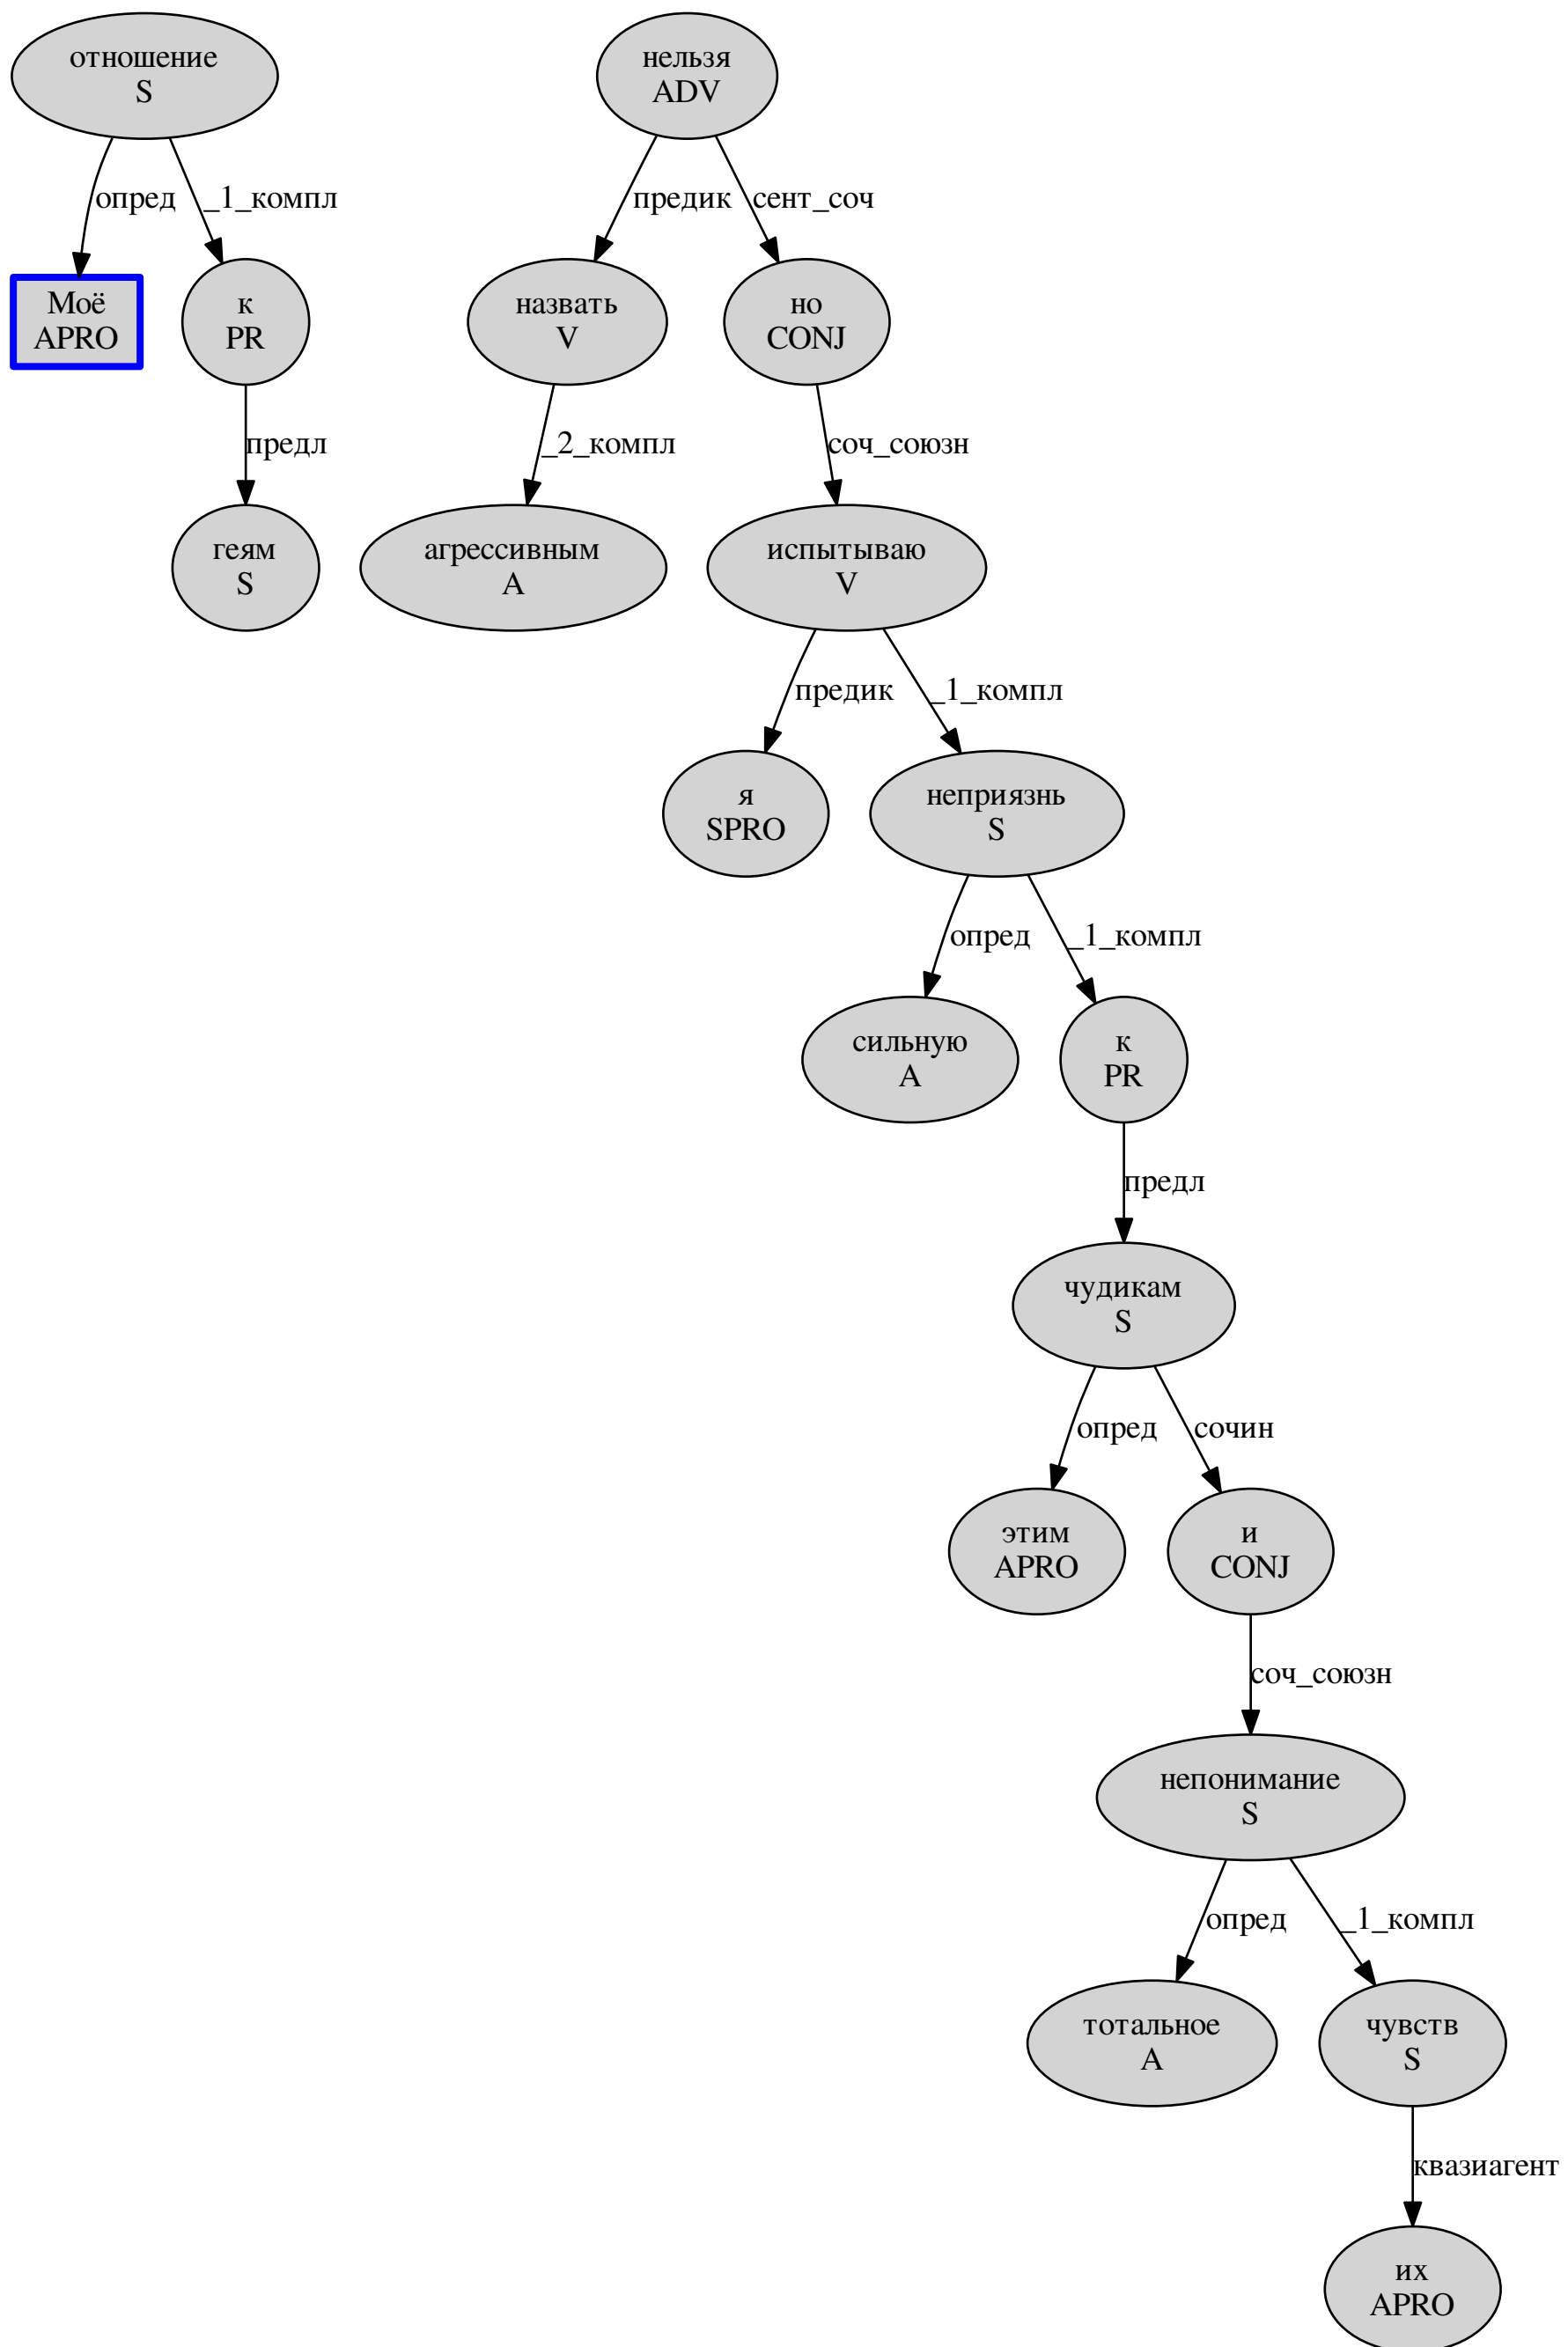 отношение
S
нельзя
ADV
опред
_1_компл
предик
сент_соч
Моё
APRO
к
PR
назвать
V
но
CONJ
предл
_2_компл
соч_союзн
геям
S
агрессивным
A
испытываю
V
предик
_1_компл
я
SPRO
неприязнь
S
опред
_1_компл
сильную
A
к
PR
предл
чудикам
S
опред
сочин
этим
APRO
и
CONJ
соч_союзн
непонимание
S
опред
_1_компл
тотальное
A
чувств
S
квазиагент
их
APRO